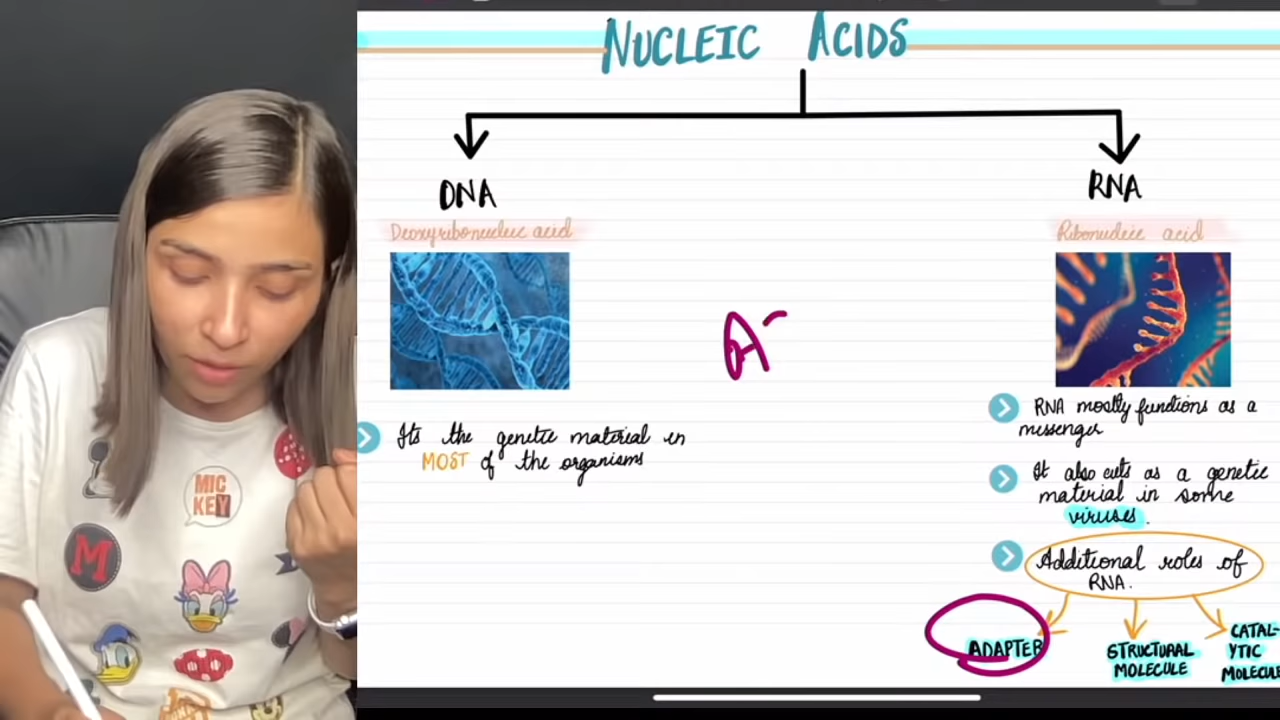 NUCLEIC ACIDS
DNA
RNA
Deoxyribonucleic acid
Ribonucleic acid
It's the genetic material in
MOST of the organisms
RNA mostly functions as a
messenger
It also acts as a genetic
material in some
viruses.
Additional roles of
RNA.
ADAPTER
STRUCTURAL
MOLECULE
CATAL-
YTIC
MOLECULE
MIC
KEY
M